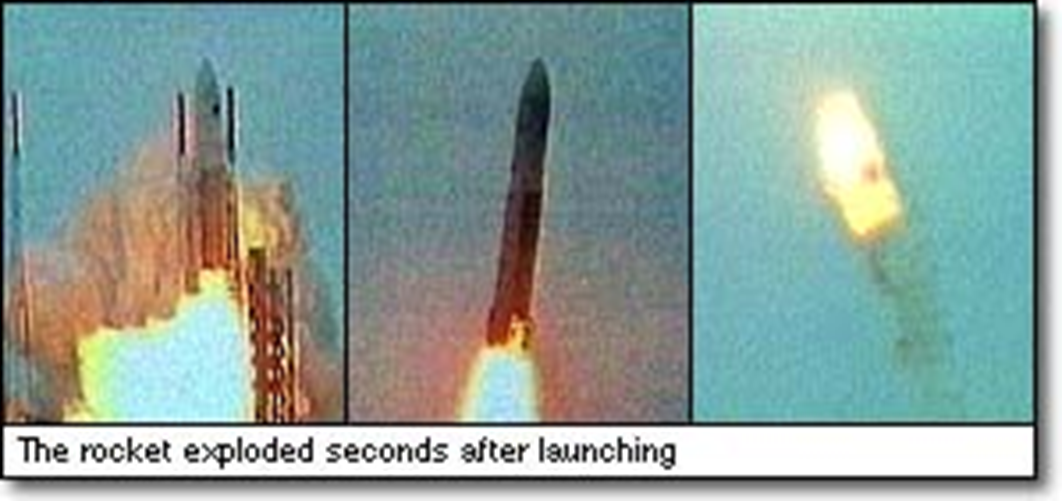 The rocket exploded seconds after launching